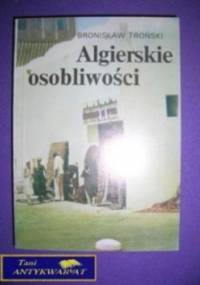 BRONISŁAW TROŃSKI
Algierskie
osobliwości
Tani
ANTYKWARIAT